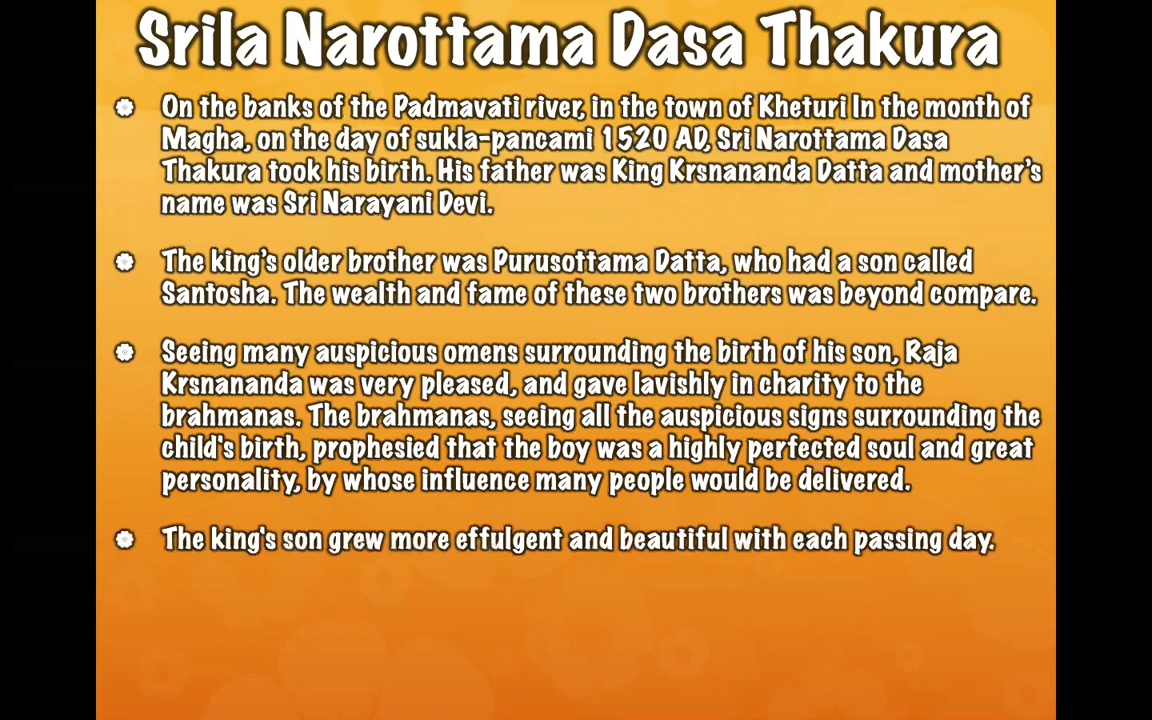 Srila Narottama Dasa Thakura
On the banks of the Padmavati river, in the town of Kheturi In the month of
Magha, on the day of sukla-pancami 1520 AD, Sri Narottama Dasa
Thakura took his birth. His father was King Krsnananda Datta and mother’s
name was Sri Narayani Devi.
The king’s older brother was Purusottama Datta, who had a son called
Santosha. The wealth and fame of these two brothers was beyond compare.
Seeing many auspicious omens surrounding the birth of his son, Raja
Krsnananda was very pleased, and gave lavishly in charity to the
brahmanas. The brahmanas, seeing all the auspicious signs surrounding the
child's birth, prophesied that the boy was a highly perfected soul and great
personality, by whose influence many people would be delivered.
The king's son grew more effulgent and beautiful with each passing day.